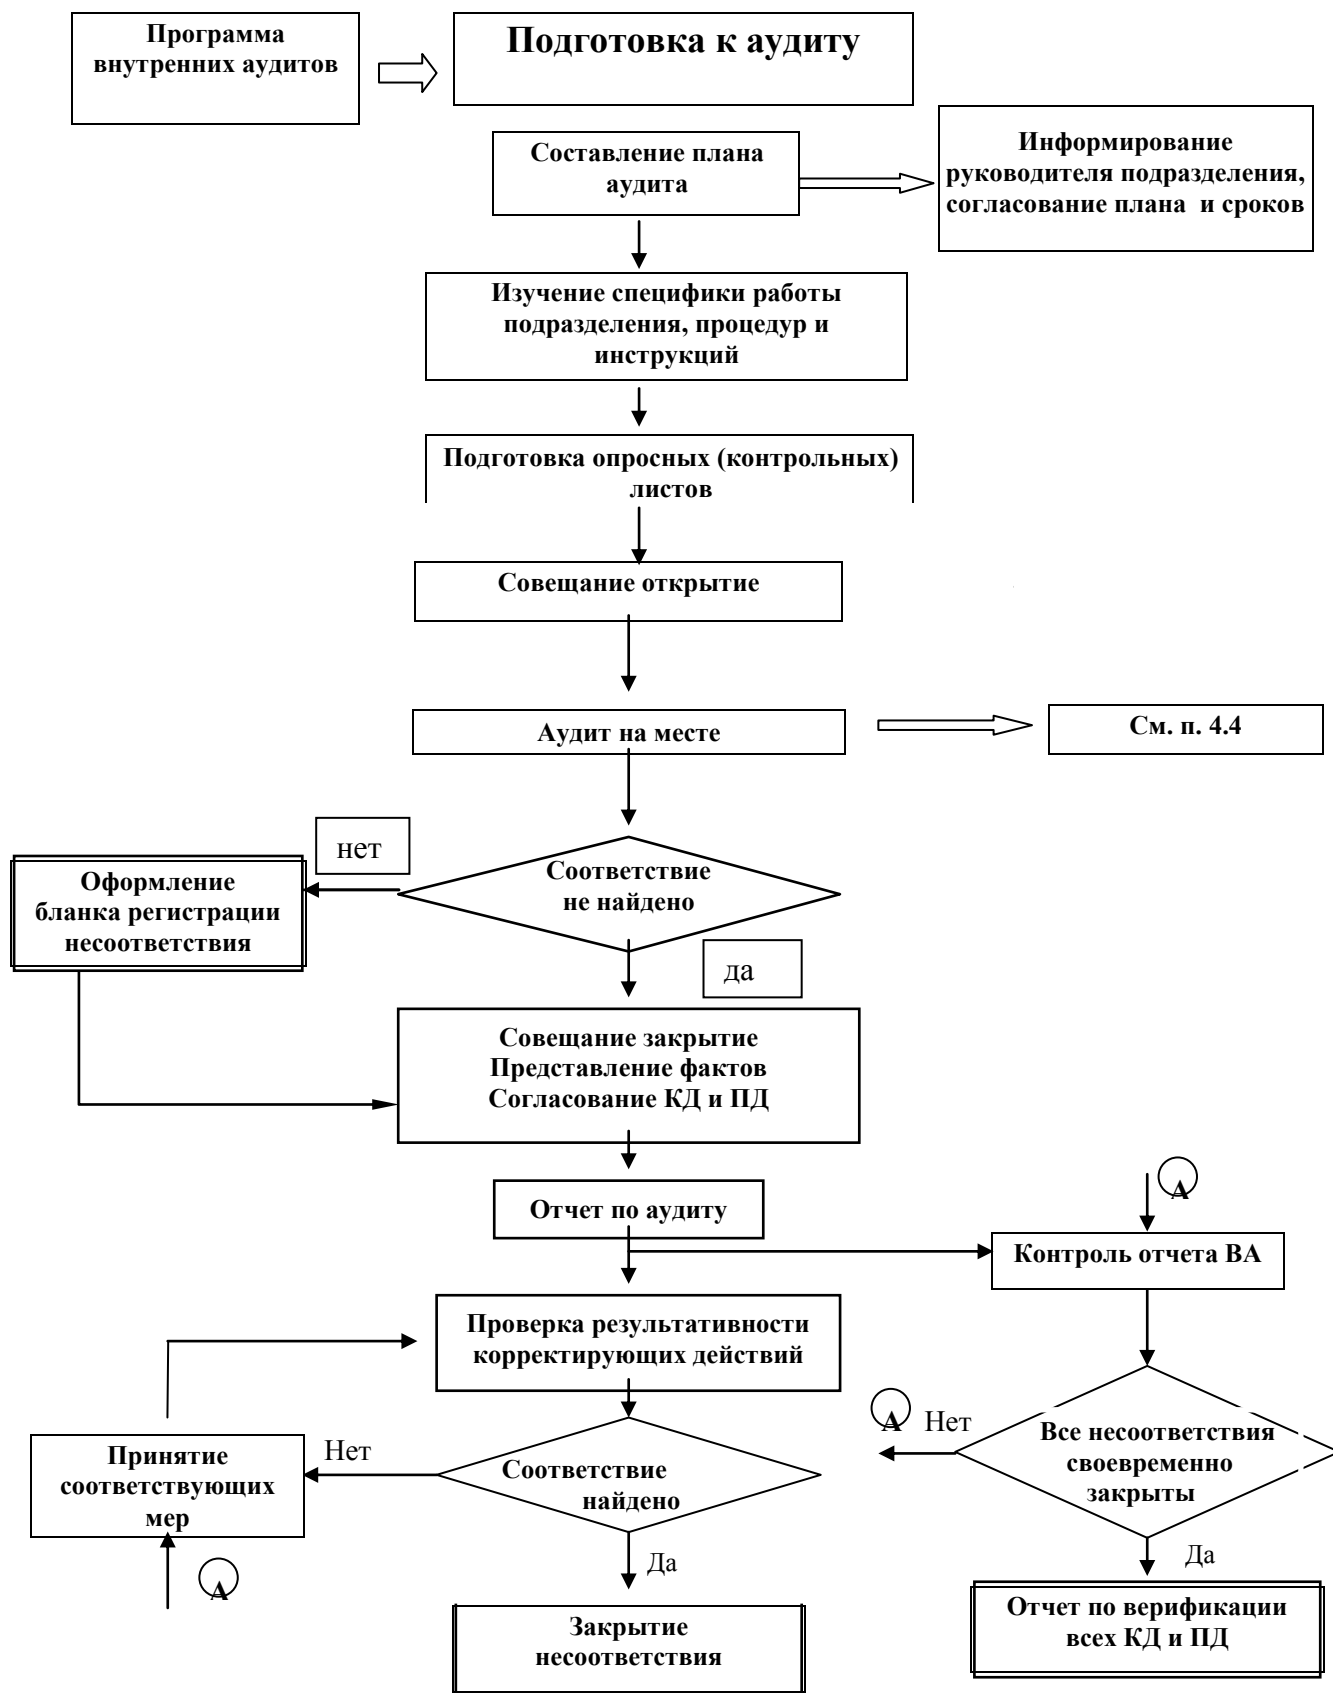 Программа
внутренних аудитов
Подготовка к аудиту
Составление плана
аудита
Информирование
руководителя подразделения,
согласование плана и сроков
Изучение специфики работы
подразделения, процедур и
инструкций
Подготовка опросных (контрольных)
листов
Совещание открытие
Аудит на месте
См. п. 4.4
нет
Соответствие
не найдено
Оформление
бланка регистрации
несоответствия
да
Совещание закрытие
Представление фактов
Согласование КД и ПД
Отчет по аудиту
А
Контроль отчета ВА
Проверка результативности
корректирующих действий
А
Нет
Все несоответствия
своевременно
закрыты
Принятие
соответствующих
мер
Нет
Соответствие
найдено
А
Да
Да
Закрытие
несоответствия
Отчет по верификации
всех КД и ПД